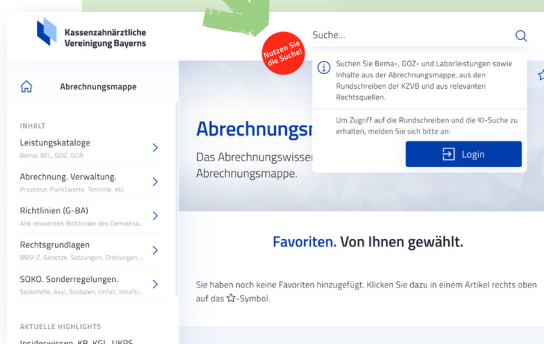 Kassenzahnärztliche
Vereinigung Bayerns
Suche...
Nutzen Sie
die Suche!
Suchen Sie Bema-, GOZ- und Laborleistungen sowie
Inhalte aus der Abrechnungsmappe, aus den
Rundschreiben der KZVB und aus relevanten
Rechtsquellen.
Um Zugriff auf die Rundschreiben und die KI-Suche zu
erhalten, melden Sie sich bitte an:
Login
Abrechnungsmappe
INHALT
Leistungskataloge
Bema, BEL, GOZ, GOÄ
Abrechnung. Verwaltung.
Prozesse, Punktwerte, Termine, etc.
Richtlinien (G-BA)
Alle relevanten Richtlinien des Gemeinsa...
Rechtsgrundlagen
BMV-Z, Gesetze, Satzungen, Ordnungen...
SOKO. Sonderregelungen.
Sozialhilfe, Asyl, Soldaten, Unfall, Inhafti...
AKTUELLE HIGHLIGHTS
Insiderwissen. KB, KGL, UKPS
Das Abrechnungswissen
Abrechnungsmappe.
Favoriten. Von Ihnen gewählt.
Sie haben noch keine Favoriten hinzugefügt. Klicken Sie dazu in einem Artikel rechts oben
auf das ☆-Symbol.